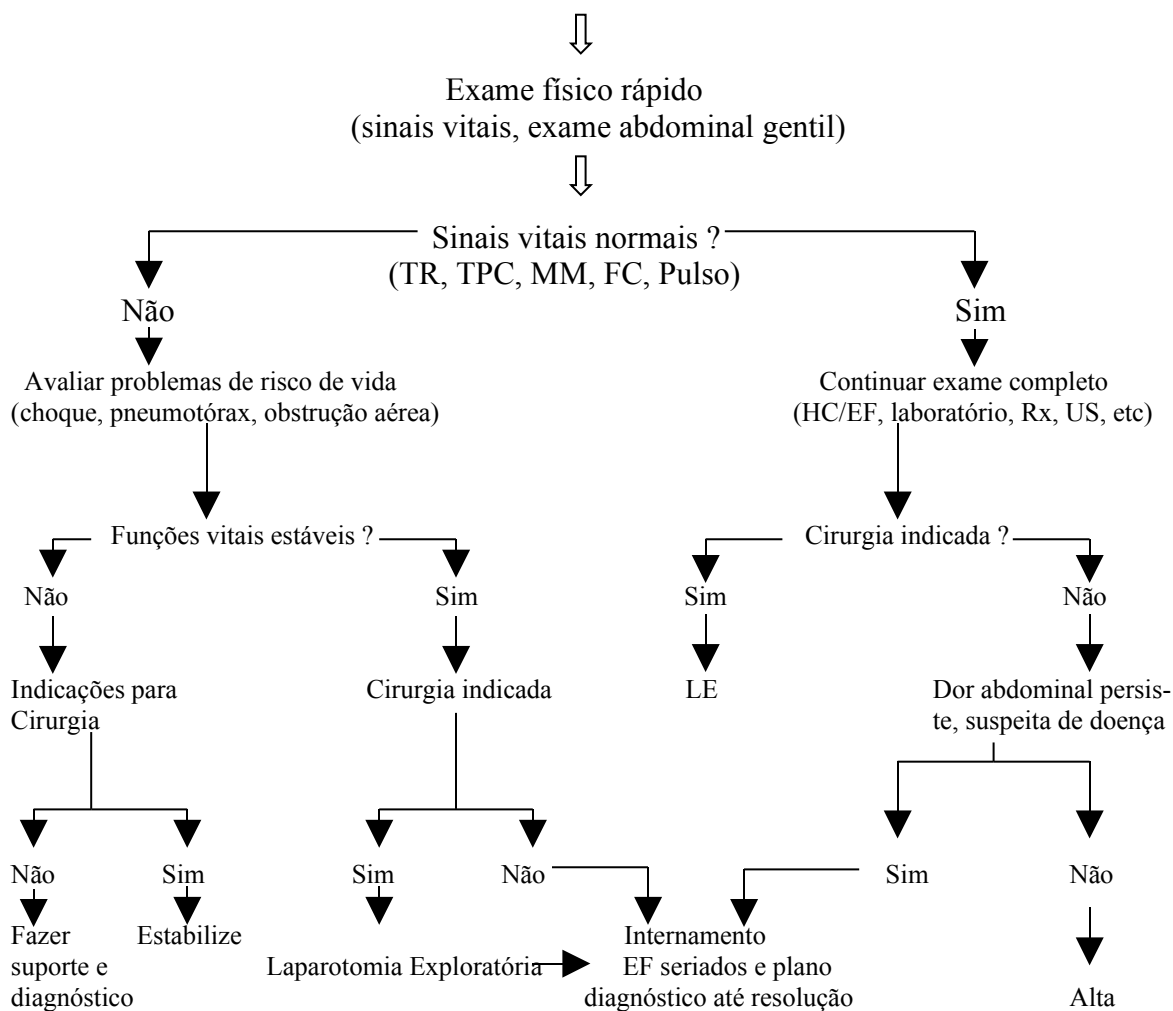 Exame físico rápido
(sinais vitais, exame abdominal gentil)
Sinais vitais normais ?
(TR, TPC, MM, FC, Pulso)
Não
Sim
Avaliar problemas de risco de vida
(choque, pneumotórax, obstrução aérea)
Continuar exame completo
(HC/EF, laboratório, Rx, US, etc)
Funções vitais estáveis ?
Cirurgia indicada ?
Não
Sim
Sim
Não
Indicações para
Cirurgia
Cirurgia indicada
LE
Dor abdominal persis-
te, suspeita de doença
Não
Sim
Sim
Não
Sim
Não
Fazer
suporte e
diagnóstico
Estabilize
Laparotomia Exploratória
Internamento
EF seriados e plano
diagnóstico até resolução
Alta